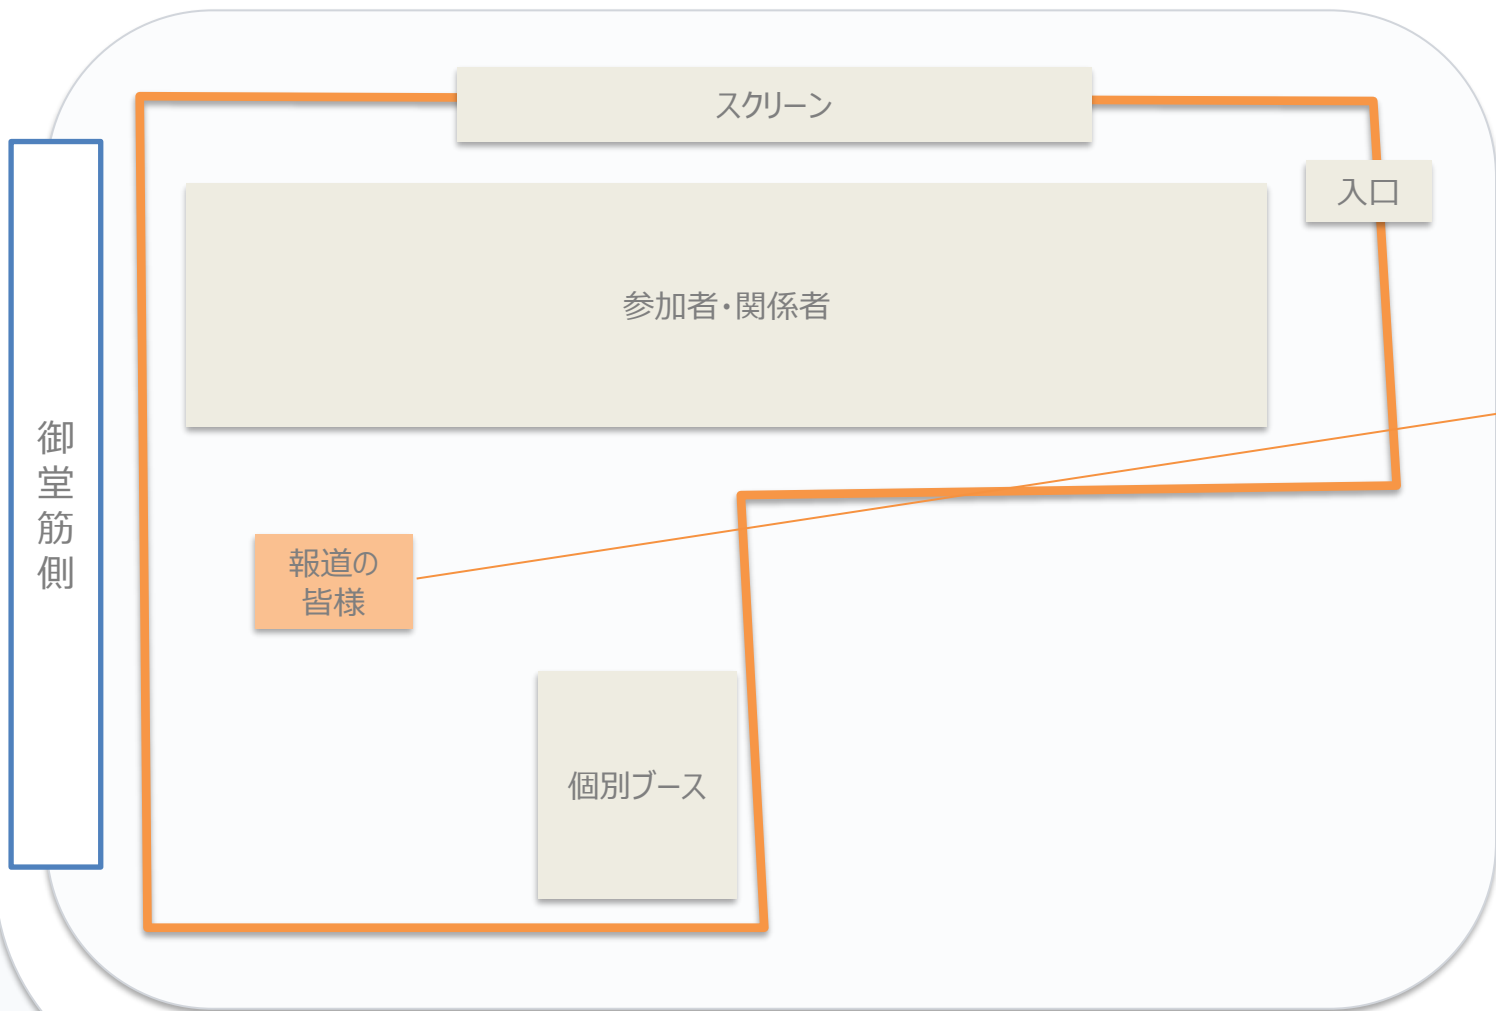 スクリーン
入口
参加者・関係者
御堂筋側
報道の
皆様
個別ブース